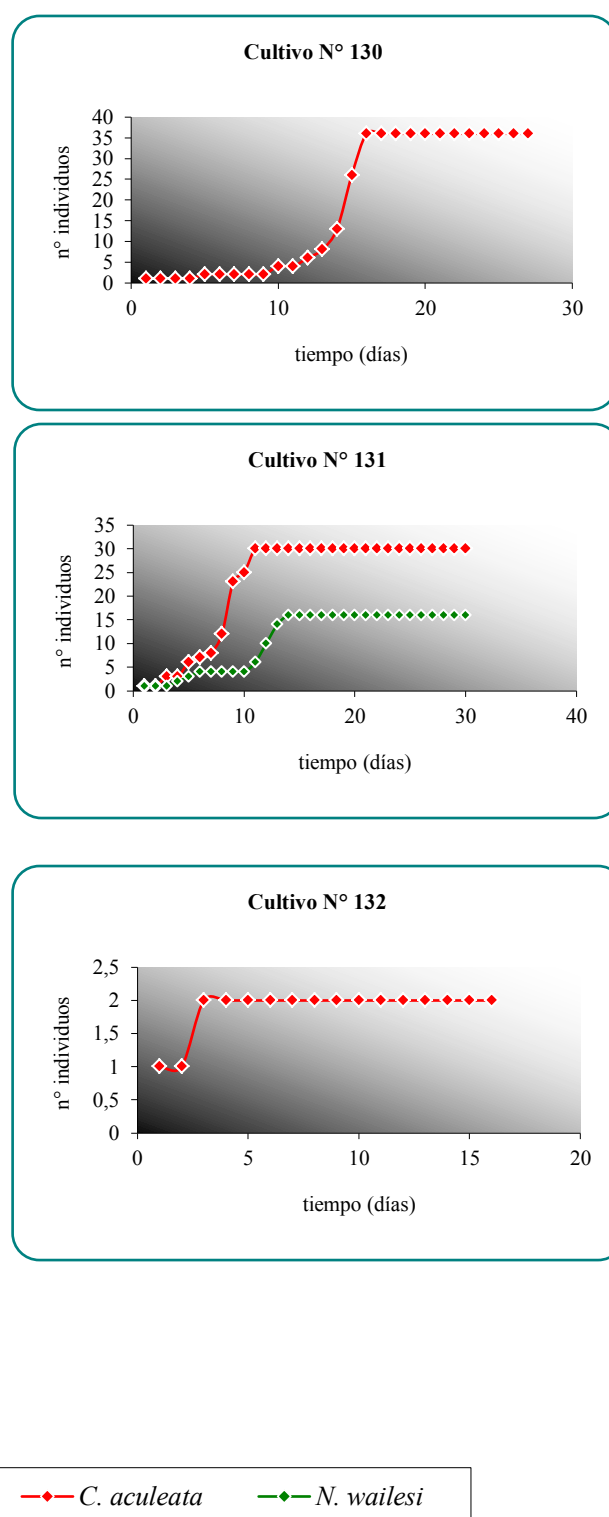 Cultivo N° 130
40
35
30
25
20
15
10
5
0
0 10 20 30
n° individuos
tiempo (días)
Cultivo N° 131
35
30
25
20
15
10
5
0
0 10 20 30 40
n° individuos
tiempo (días)
Cultivo N° 132
2,5
2
1,5
1
0,5
0
0 5 10 15 20
n° individuos
tiempo (días)
C. aculeata N. wailesi